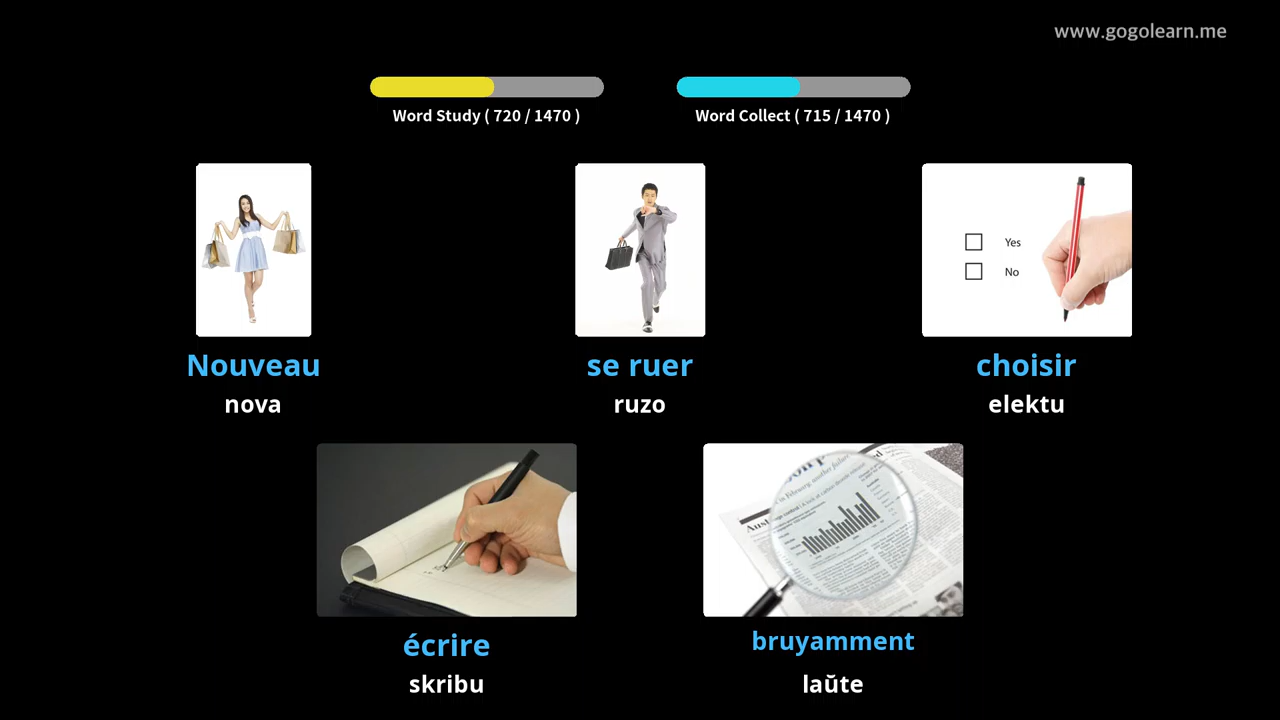 www.gogolearn.me
Word Study ( 720 / 1470 )
Word Collect ( 715 / 1470 )
Yes
No
Nouveau
se ruer
choisir
nova
ruzo
elektu
écrire
bruyamment
skribu
laŭte